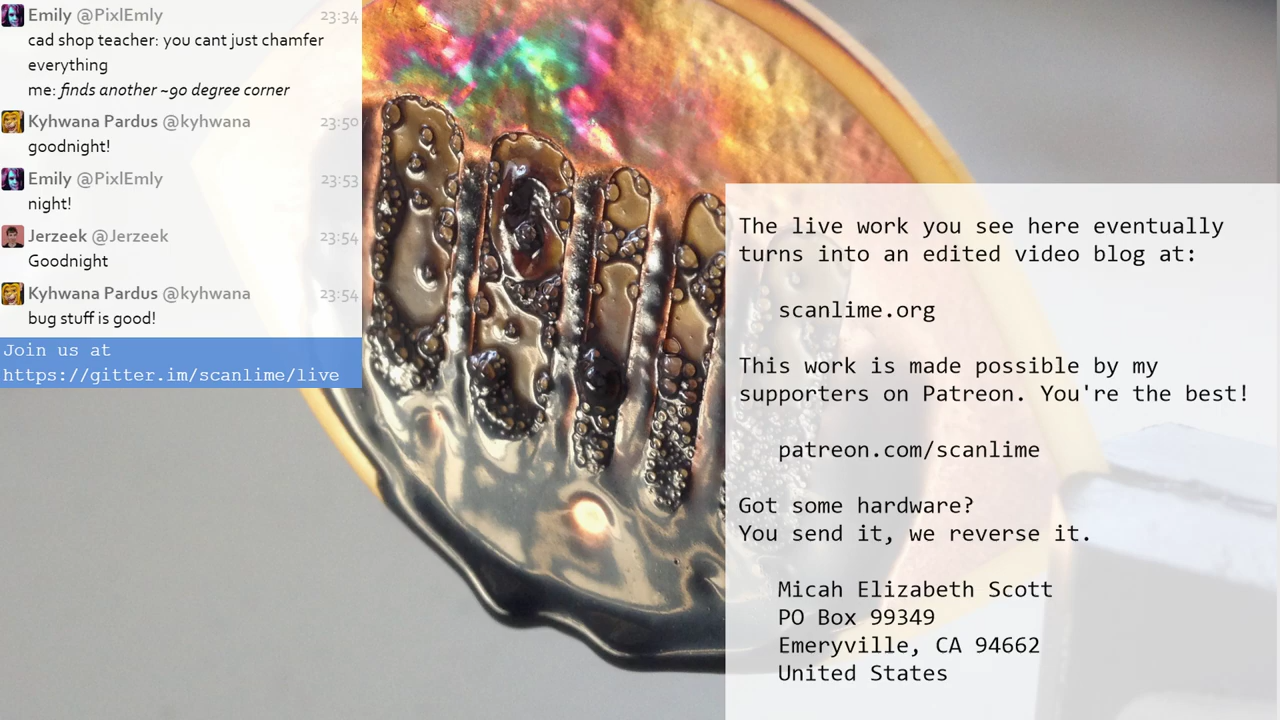 Emily @PixlEmly 23:34
cad shop teacher: you cant just chamfer
everything
me: finds another ~90 degree corner
Kyhwana Pardus @kyhwana 23:50
goodnight!
Emily @PixlEmly 23:53
night!
Jerzeek @Jerzeek 23:54
Goodnight
Kyhwana Pardus @kyhwana 23:54
bug stuff is good!
Join us at
https://gitter.im/scanlime/live
The live work you see here eventually
turns into an edited video blog at:
scanlime.org
This work is made possible by my
supporters on Patreon. You're the best!
patreon.com/scanlime
Got some hardware?
You send it, we reverse it.
Micah Elizabeth Scott
PO Box 99349
Emeryville, CA 94662
United States